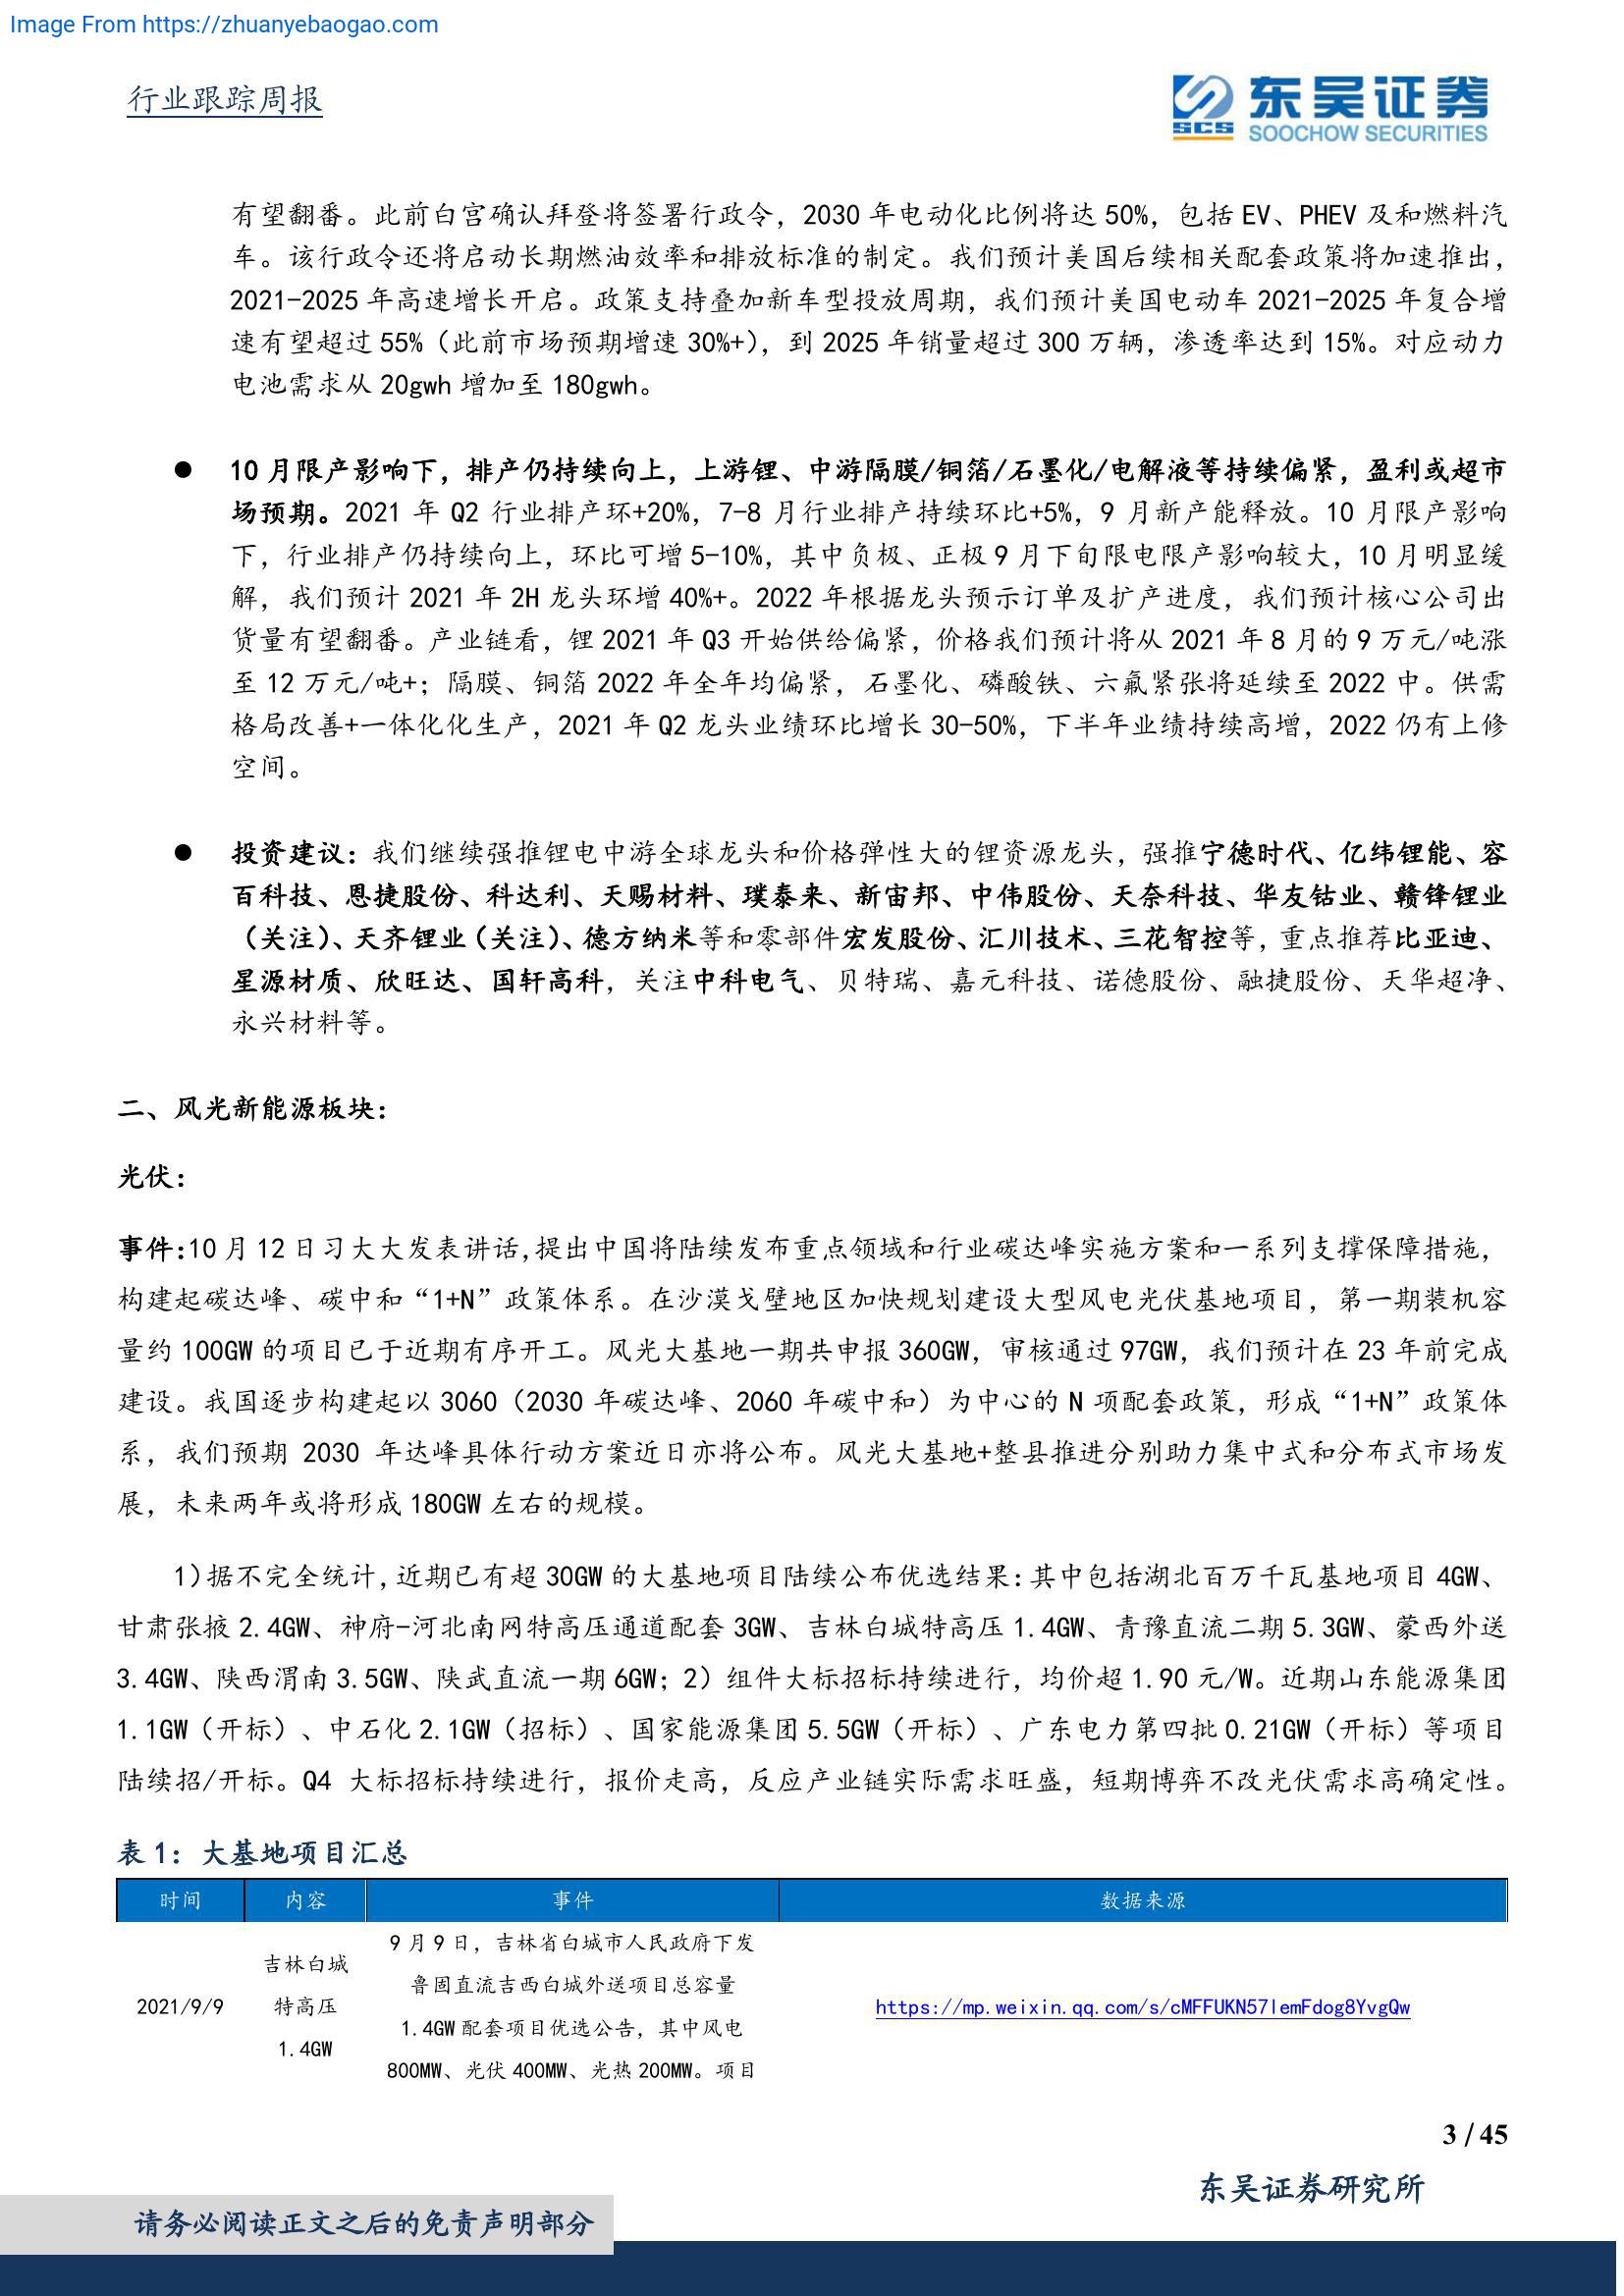 Image From https://zhuanyebaogao.com
行业跟踪周报
SCS 东吴证券
SOOCHOW SECURITIES
有望翻番。此前白宫确认拜登将签署行政令，2030 年电动化比例将达 50%，包括 EV、PHEV 及和燃料汽
车。该行政令还将启动长期燃油效率和排放标准的制定。我们预计美国后续相关配套政策将加速推出，
2021-2025 年高速增长开启。政策支持叠加新车型投放周期，我们预计美国电动车 2021-2025 年复合增
速有望超过 55%（此前市场预期增速 30%+），到 2025 年销量超过 300 万辆，渗透率达到 15%。对应动力
电池需求从 20gwh 增加至 180gwh。
● 10 月限产影响下，排产仍持续向上，上游锂、中游隔膜/铜箔/石墨化/电解液等持续偏紧，盈利或超市
场预期。2021 年 Q2 行业排产环+20%，7-8 月行业排产持续环比+5%，9 月新产能释放。10 月限产影响
下，行业排产仍持续向上，环比可增 5-10%，其中负极、正极 9 月下旬限电限产影响较大，10 月明显缓
解，我们预计 2021 年 2H 龙头环增 40%+。2022 年根据龙头预示订单及扩产进度，我们预计核心公司出
货量有望翻番。产业链看，锂 2021 年 Q3 开始供给偏紧，价格我们预计将从 2021 年 8 月的 9 万元/吨涨
至 12 万元/吨+；隔膜、铜箔 2022 年全年均偏紧，石墨化、磷酸铁、六氟紧张将延续至 2022 中。供需
格局改善+一体化化生产，2021 年 Q2 龙头业绩环比增长 30-50%，下半年业绩持续高增，2022 仍有上修
空间。
● 投资建议：我们继续强推锂电中游全球龙头和价格弹性大的锂资源龙头，强推宁德时代、亿纬锂能、容
百科技、恩捷股份、科达利、天赐材料、璞泰来、新宙邦、中伟股份、天奈科技、华友钴业、赣锋锂业
（关注）、天齐锂业（关注）、德方纳米等和零部件宏发股份、汇川技术、三花智控等，重点推荐比亚迪、
星源材质、欣旺达、国轩高科，关注中科电气、贝特瑞、嘉元科技、诺德股份、融捷股份、天华超净、
永兴材料等。
二、风光新能源板块：
光伏：
事件：10 月 12 日习大大发表讲话，提出中国将陆续发布重点领域和行业碳达峰实施方案和一系列支撑保障措施，
构建起碳达峰、碳中和“1+N”政策体系。在沙漠戈壁地区加快规划建设大型风电光伏基地项目，第一期装机容
量约 100GW 的项目已于近期有序开工。风光大基地一期共申报 360GW，审核通过 97GW，我们预计在 23 年前完成
建设。我国逐步构建起以 3060（2030 年碳达峰、2060 年碳中和）为中心的 N 项配套政策，形成“1+N”政策体
系，我们预期 2030 年达峰具体行动方案近日亦将公布。风光大基地+整县推进分别助力集中式和分布式市场发
展，未来两年或将形成 180GW 左右的规模。
1）据不完全统计，近期已有超 30GW 的大基地项目陆续公布优选结果：其中包括湖北百万千瓦基地项目 4GW、
甘肃张掖 2.4GW、神府-河北南网特高压通道配套 3GW、吉林白城特高压 1.4GW、青豫直流二期 5.3GW、蒙西外送
3.4GW、陕西渭南 3.5GW、陕武直流一期 6GW；2）组件大标招标持续进行，均价超 1.90 元/W。近期山东能源集团
1.1GW（开标）、中石化 2.1GW（招标）、国家能源集团 5.5GW（开标）、广东电力第四批 0.21GW（开标）等项目
陆续招/开标。Q4 大标招标持续进行，报价走高，反应产业链实际需求旺盛，短期博弈不改光伏需求高确定性。
表 1：大基地项目汇总
时间 内容 事件 数据来源
2021/9/9
吉林白城
特高压
1.4GW
9 月 9 日，吉林省白城市人民政府下发
鲁固直流吉西白城外送项目总容量
1.4GW 配套项目优选公告，其中风电
800MW、光伏 400MW、光热 200MW。项目
https://mp.weixin.qq.com/s/cMFFUKN57lemFdog8YvgQw
3 / 45
东吴证券研究所
请务必阅读正文之后的免责声明部分